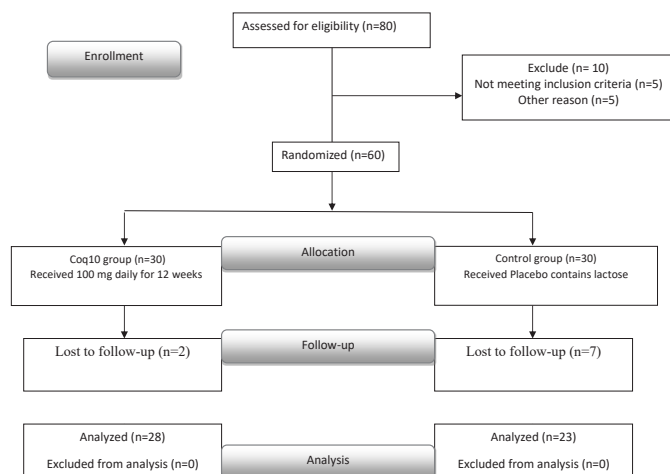 Assessed for eligibility (n=80)
Enrollment
Exclude (n= 10)
Not meeting inclusion criteria (n=5)
Other reason (n=5)
Randomized (n=60)
Coq10 group (n=30)
Received 100 mg daily for 12 weeks
Allocation
Control group (n=30)
Received Placebo contains lactose
Lost to follow-up (n=2)
Follow-up
Lost to follow-up (n=7)
Analyzed (n=28)
Excluded from analysis (n=0)
Analysis
Analyzed (n=23)
Excluded from analysis (n=0)